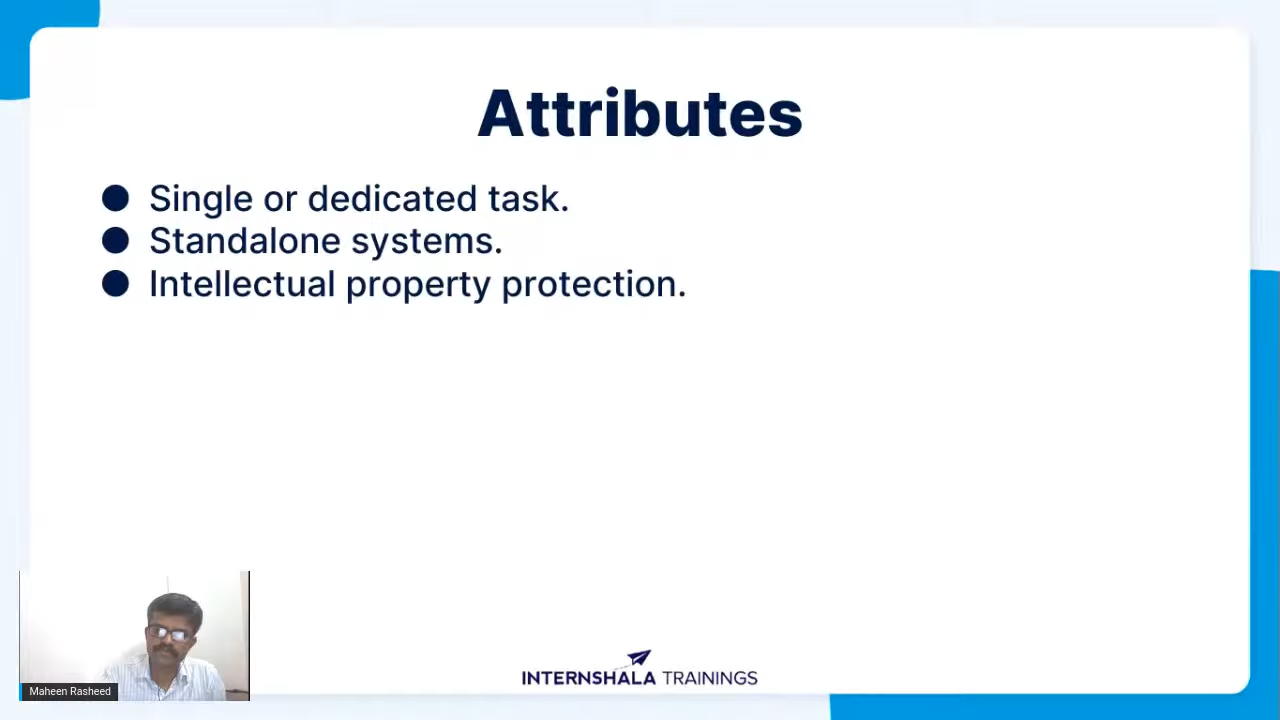 Attributes
● Single or dedicated task.
● Standalone systems.
● Intellectual property protection.
Maheen Rasheed
INTERNSHALA TRAININGS